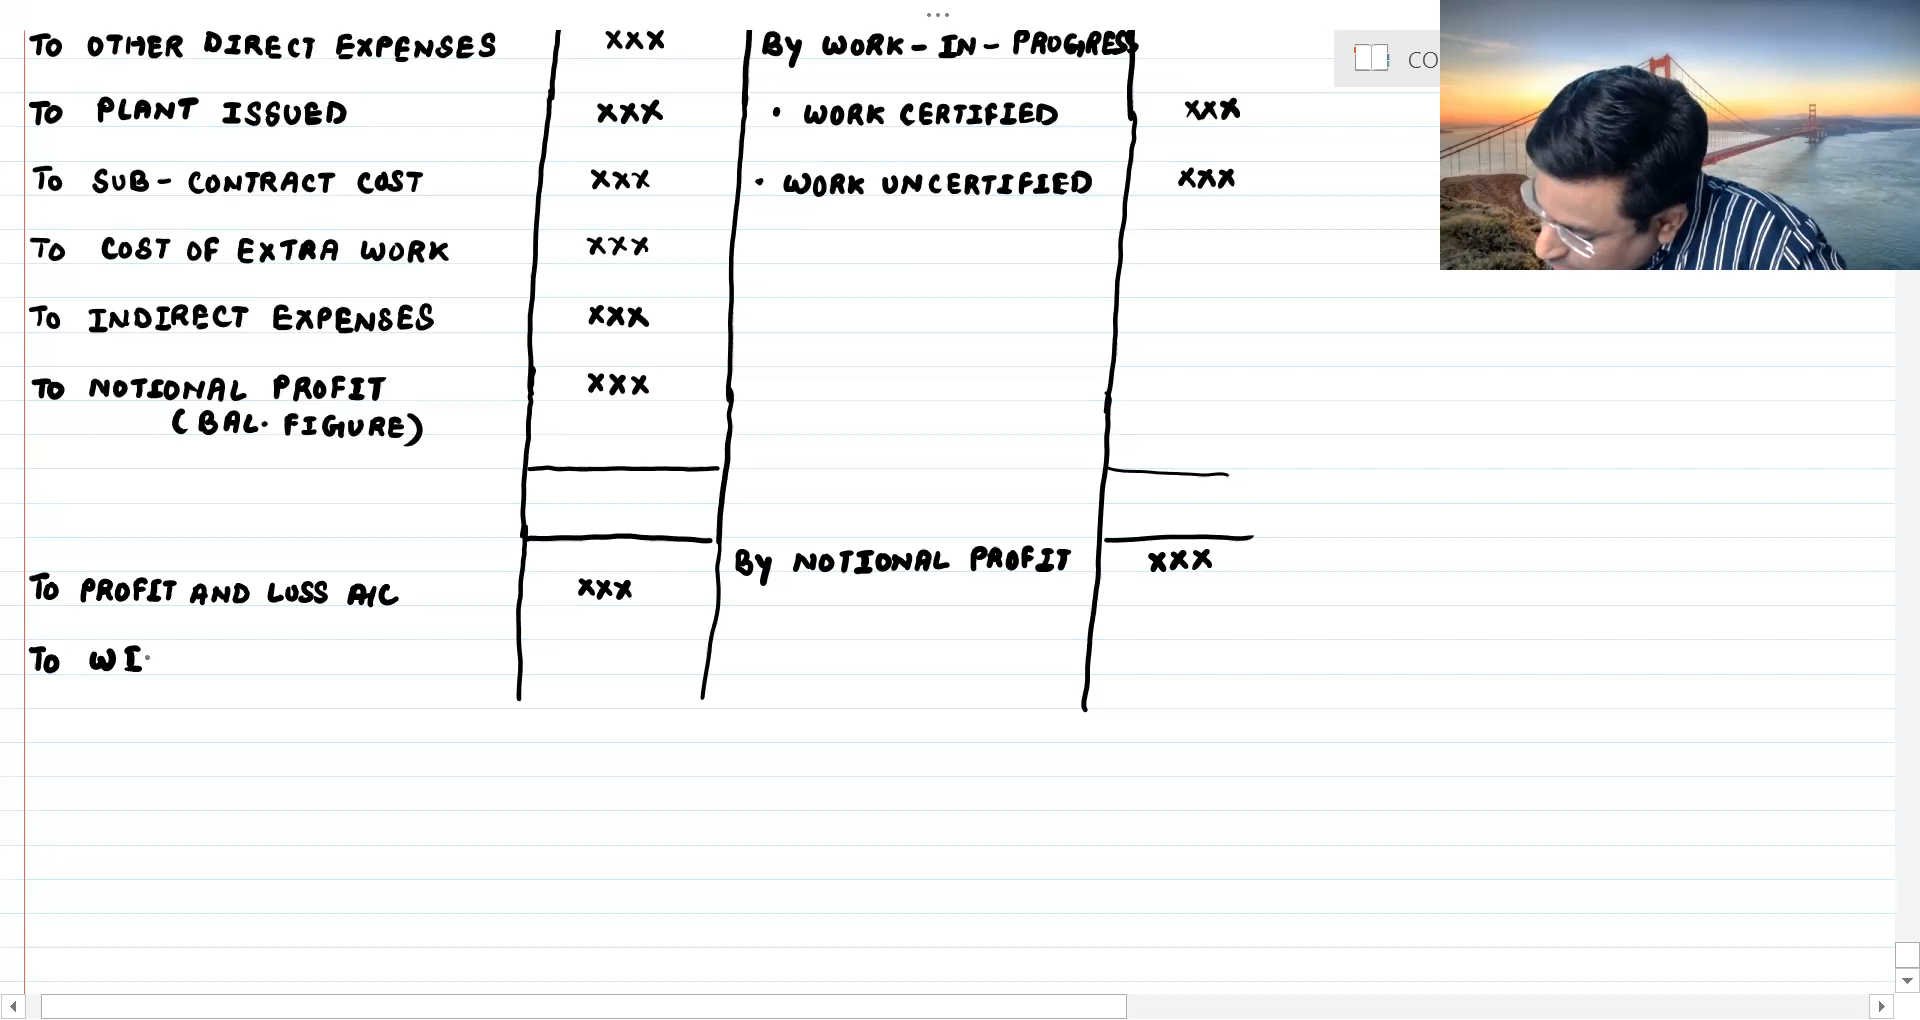 TO OTHER DIRECT EXPENSES XXX By WORK-IN-PROGRESS
TO PLANT ISSUED XXX • WORK CERTIFIED XXX
TO SUB-CONTRACT COST XXX • WORK UNCERTIFIED XXX
TO COST OF EXTRA WORK XXX
TO INDIRECT EXPENSES XXX
TO NOTIONAL PROFIT XXX
(BAL. FIGURE)
By NOTIONAL PROFIT XXX
TO PROFIT AND LOSS A/C XXX
TO WI
CO